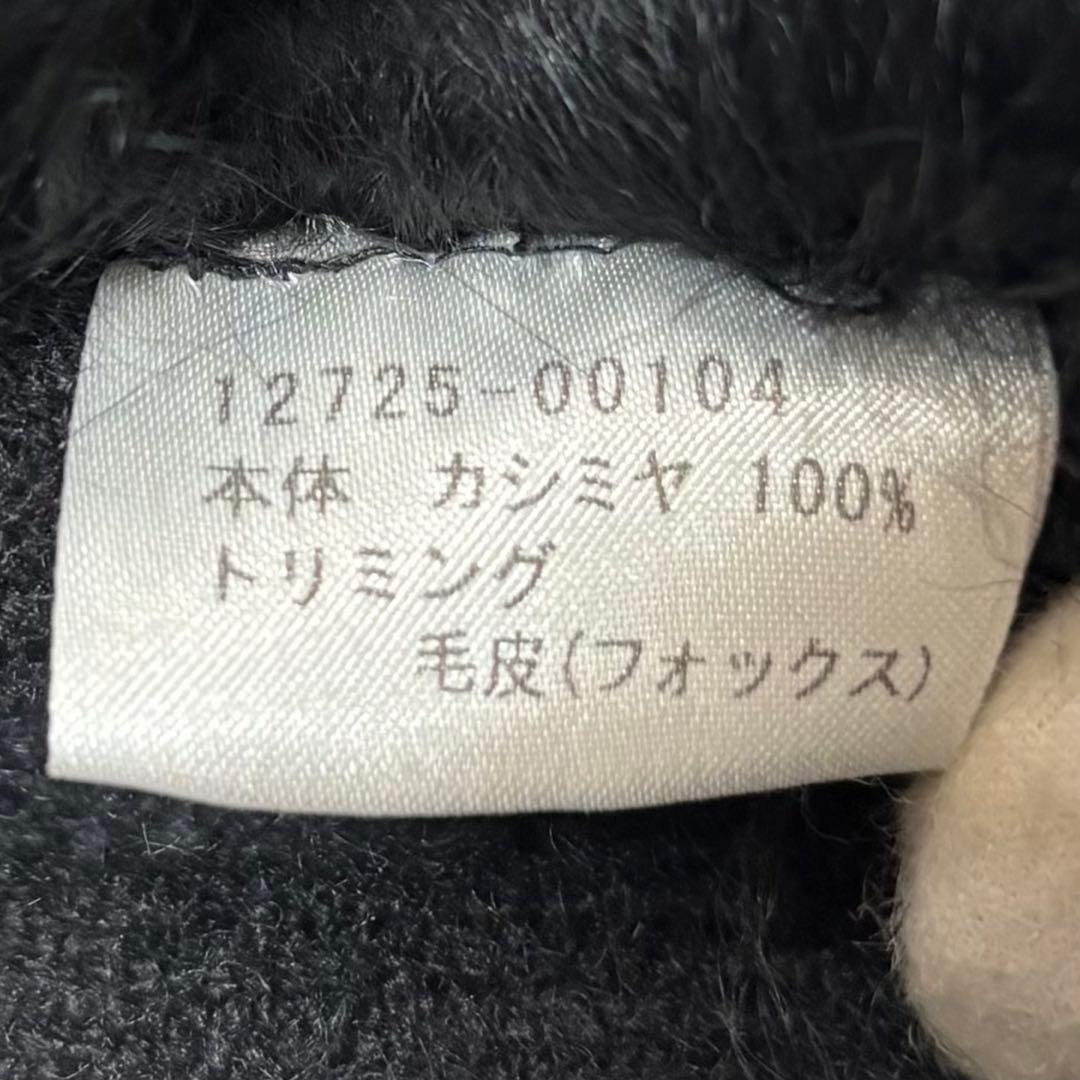 12725-00104
本体 カシミヤ 100%
トリミング
毛皮(フォックス)